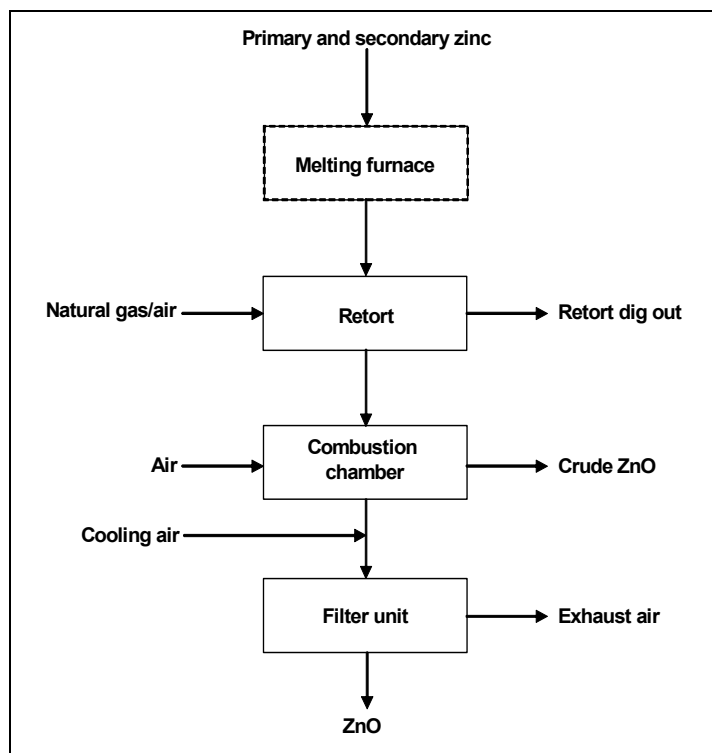 Primary and secondary zinc
Melting furnace
Natural gas/air
Retort
Retort dig out
Air
Combustion
chamber
Crude ZnO
Cooling air
Filter unit
Exhaust air
ZnO